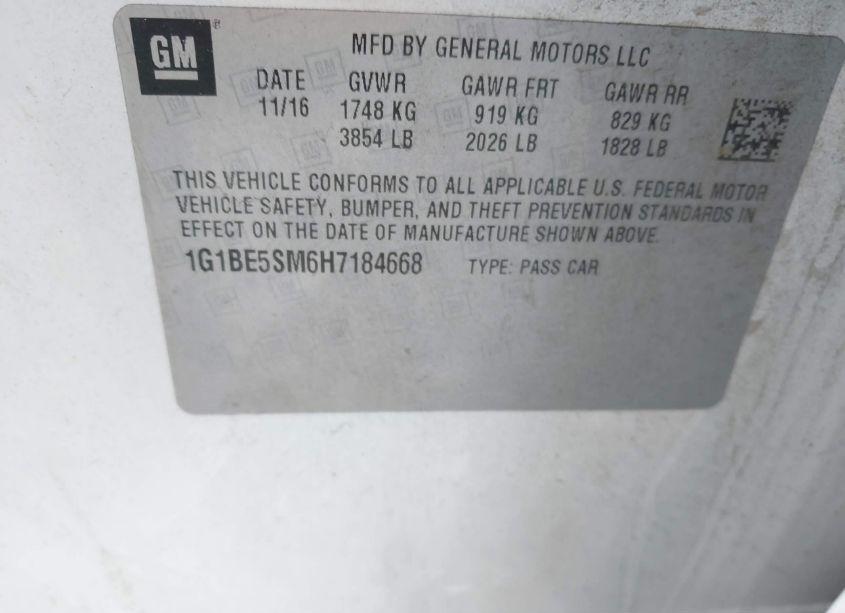 GM
MFD BY GENERAL MOTORS LLC
DATE GVWR GAWR FRT GAWR RR
11/16 1748 KG 919 KG 829 KG
3854 LB 2026 LB 1828 LB
THIS VEHICLE CONFORMS TO ALL APPLICABLE U.S. FEDERAL MOTOR
VEHICLE SAFETY, BUMPER, AND THEFT PREVENTION STANDARDS IN
EFFECT ON THE DATE OF MANUFACTURE SHOWN ABOVE.
1G1BE5SM6H7184668 TYPE: PASS CAR